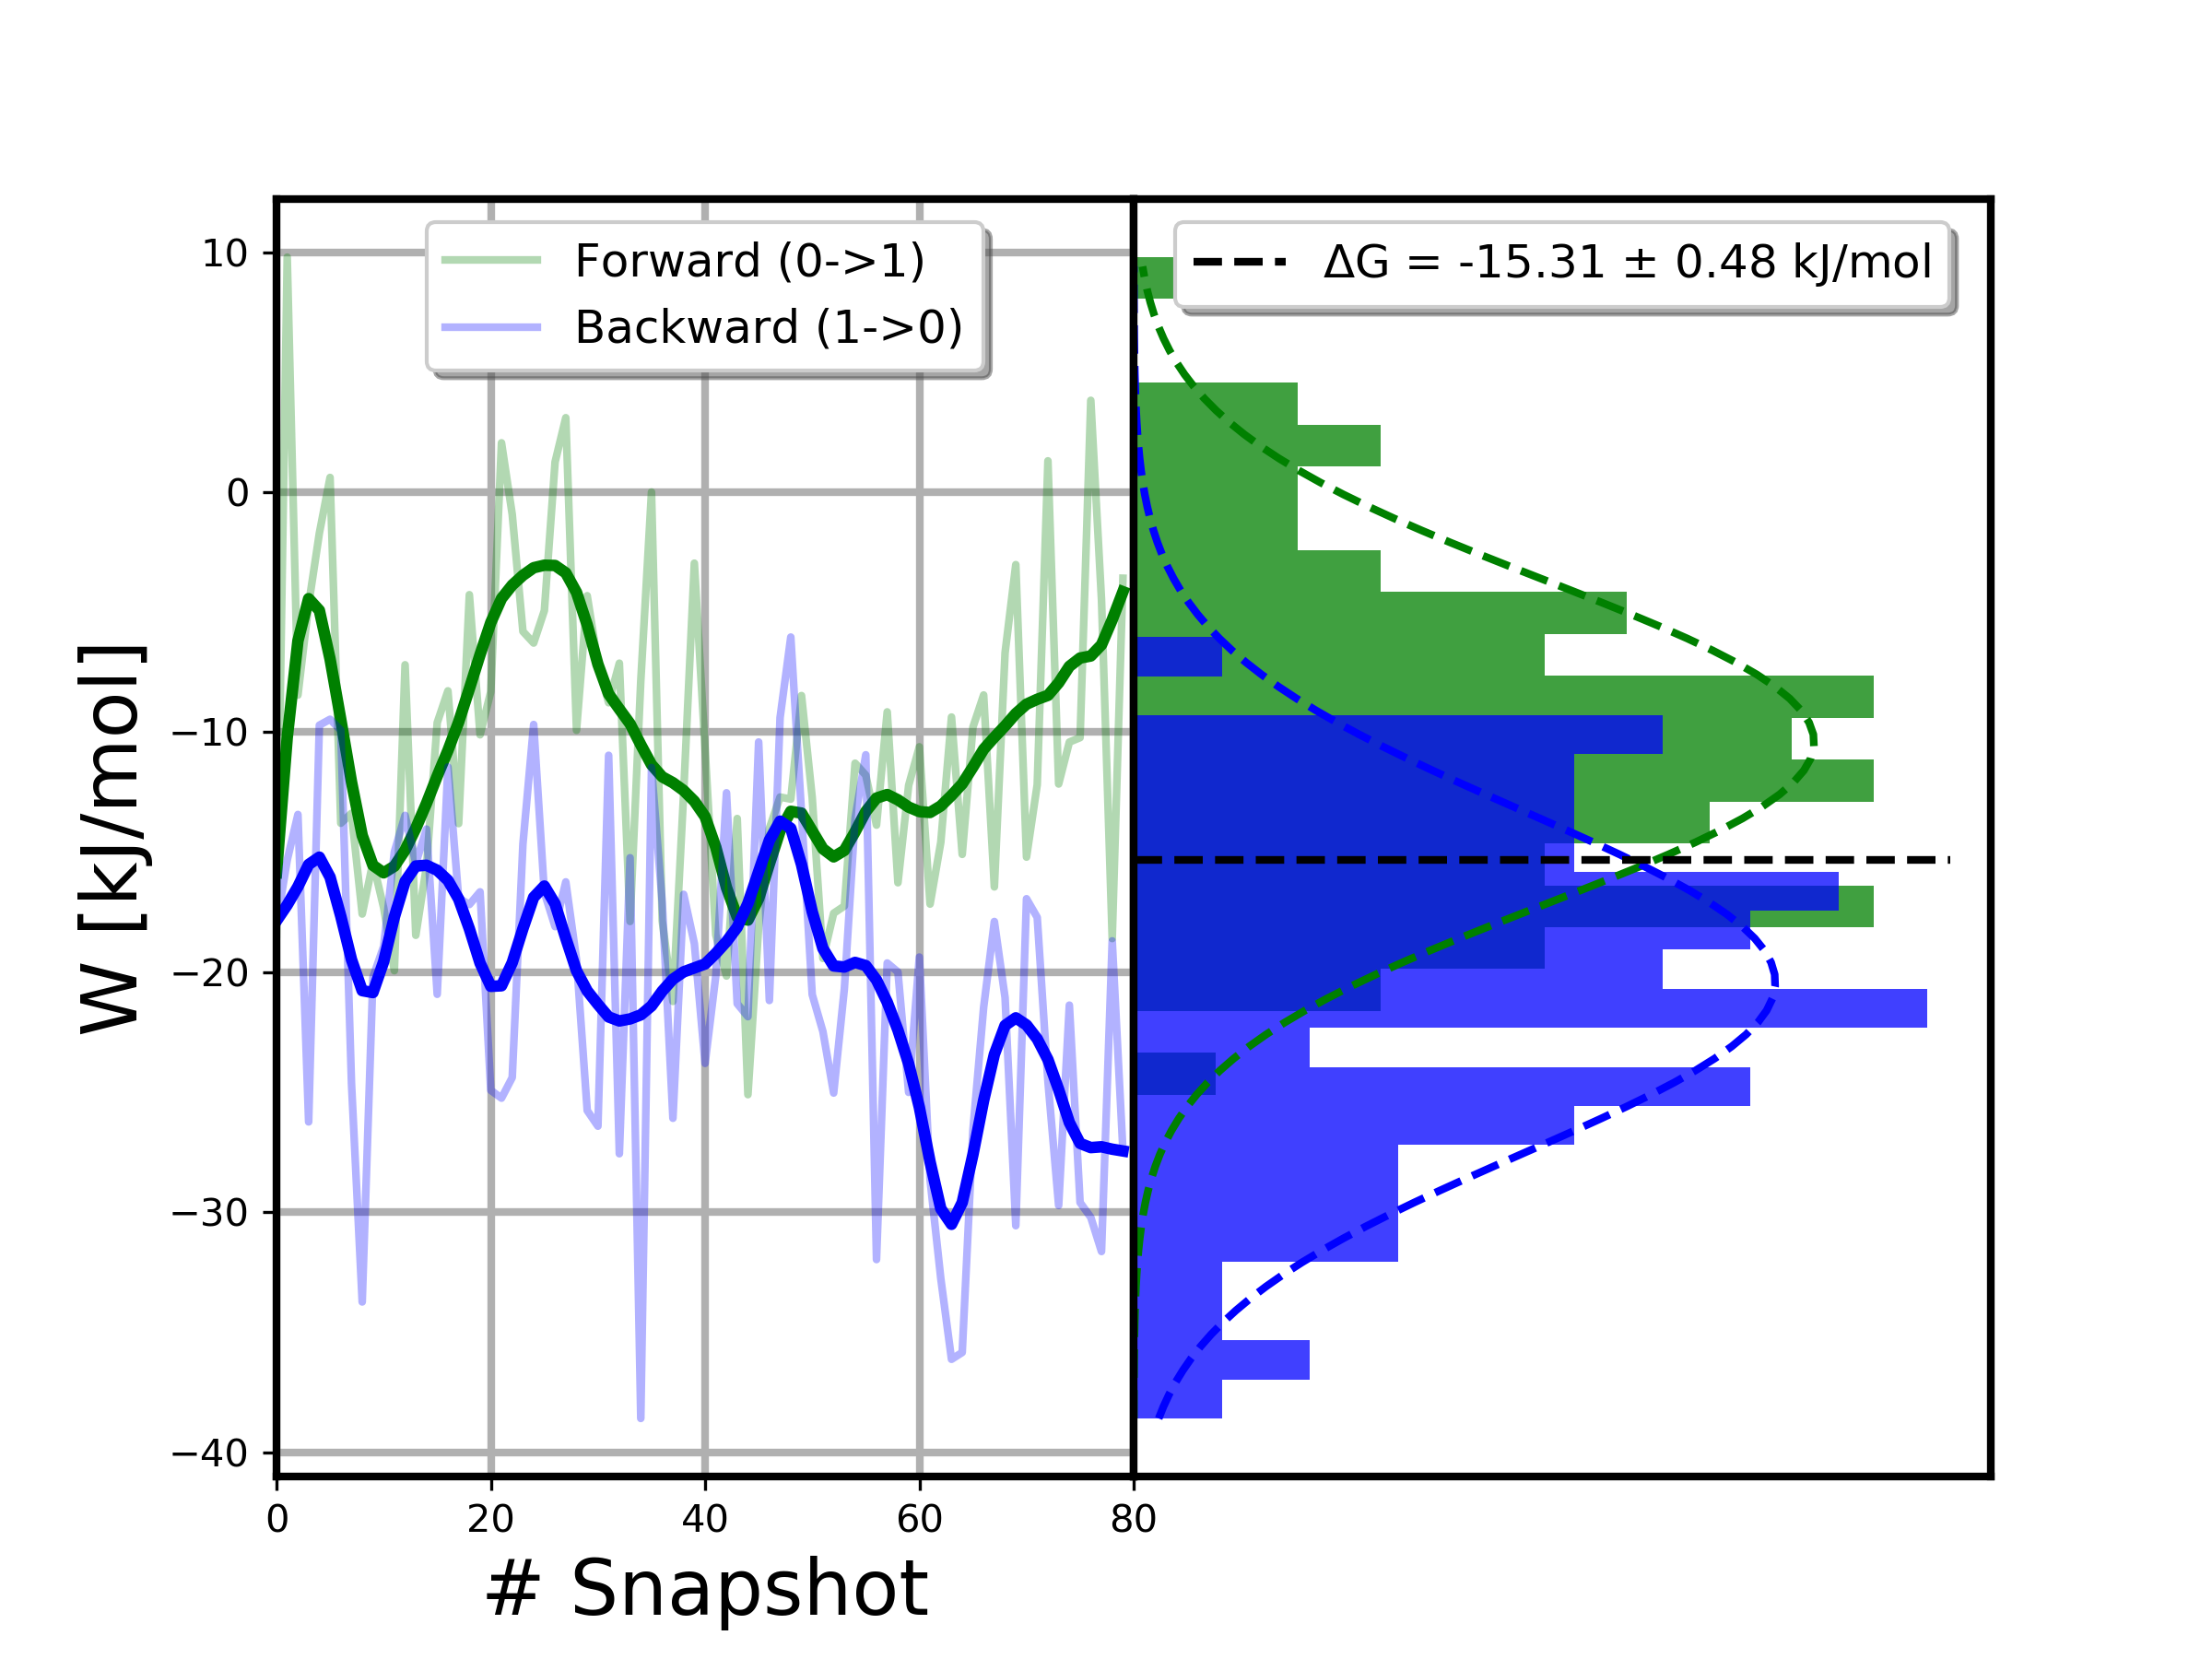 Forward (0->1)
Backward (1->0)
ΔG = -15.31 ± 0.48 kJ/mol
W [kJ/mol]
10
0
−10
−20
−30
−40
0
20
40
60
80
# Snapshot